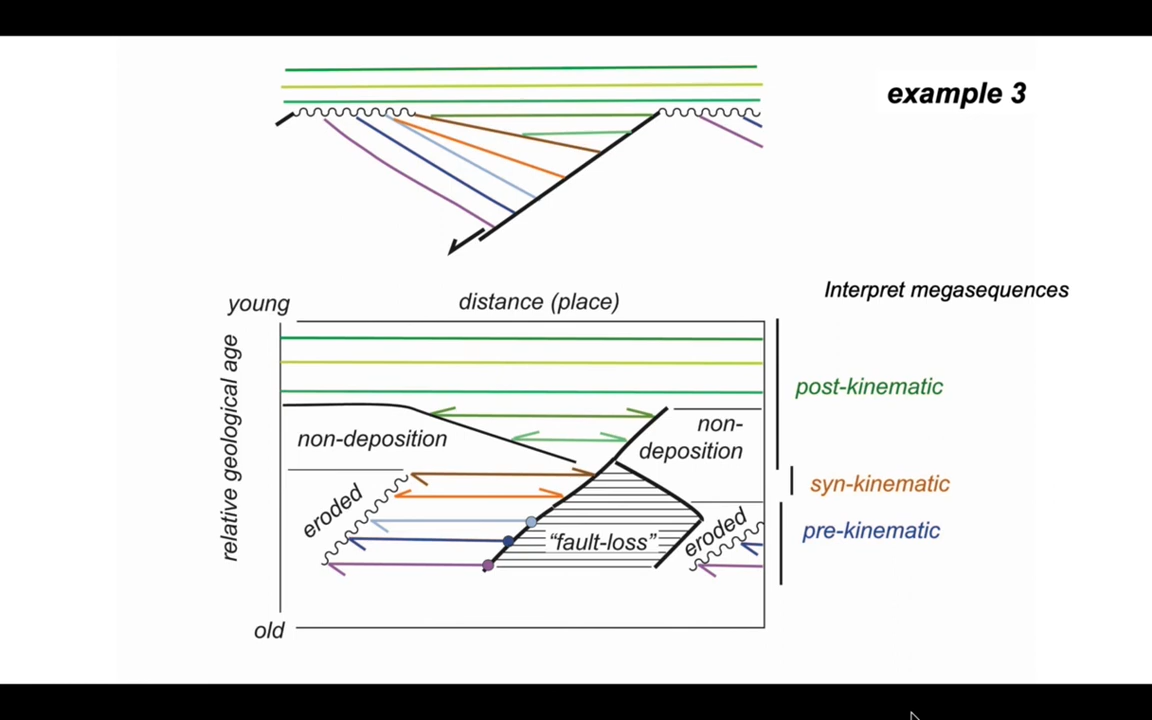 example 3
Interpret megasequences
young
distance (place)
relative geological age
post-kinematic
non-deposition
non-
deposition
syn-kinematic
eroded
eroded
pre-kinematic
“fault-loss”
old